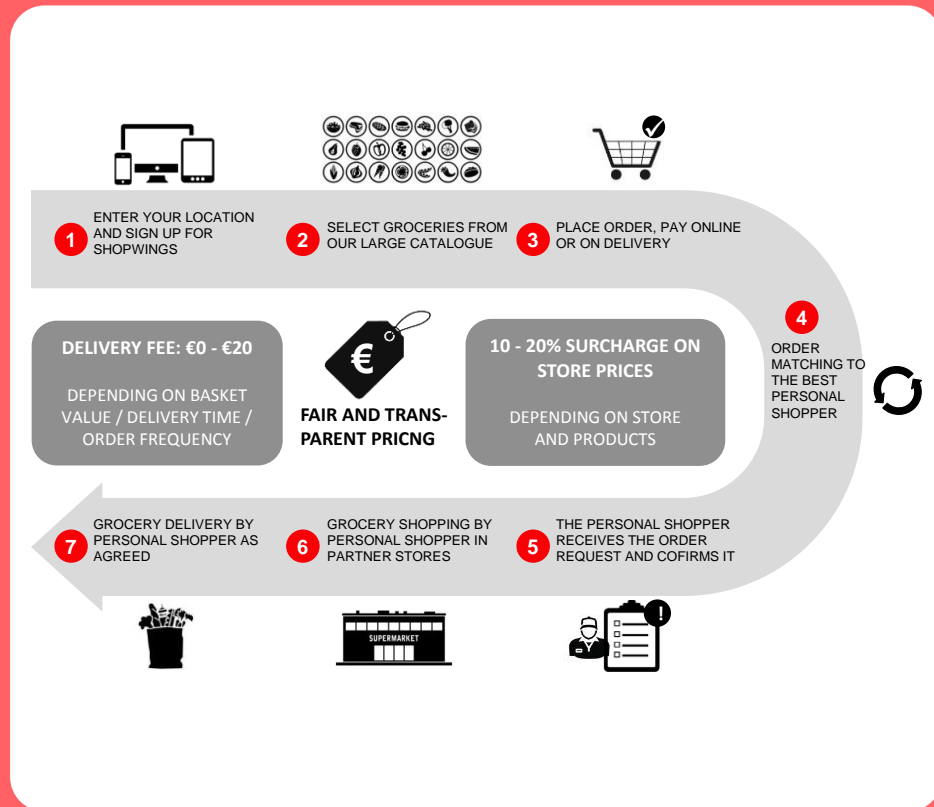 1
ENTER YOUR LOCATION
AND SIGN UP FOR
SHOPWINGS
2
SELECT GROCERIES FROM
OUR LARGE CATALOGUE
3
PLACE ORDER, PAY ONLINE
OR ON DELIVERY
4
ORDER
MATCHING TO
THE BEST
PERSONAL
SHOPPER
DELIVERY FEE: €0 - €20
DEPENDING ON BASKET
VALUE / DELIVERY TIME /
ORDER FREQUENCY
€
FAIR AND TRANS-
PARENT PRICNG
10 - 20% SURCHARGE ON
STORE PRICES
DEPENDING ON STORE
AND PRODUCTS
5
THE PERSONAL SHOPPER
RECEIVES THE ORDER
REQUEST AND COFIRMS IT
!
6
GROCERY SHOPPING BY
PERSONAL SHOPPER IN
PARTNER STORES
SUPERMARKET
7
GROCERY DELIVERY BY
PERSONAL SHOPPER AS
AGREED